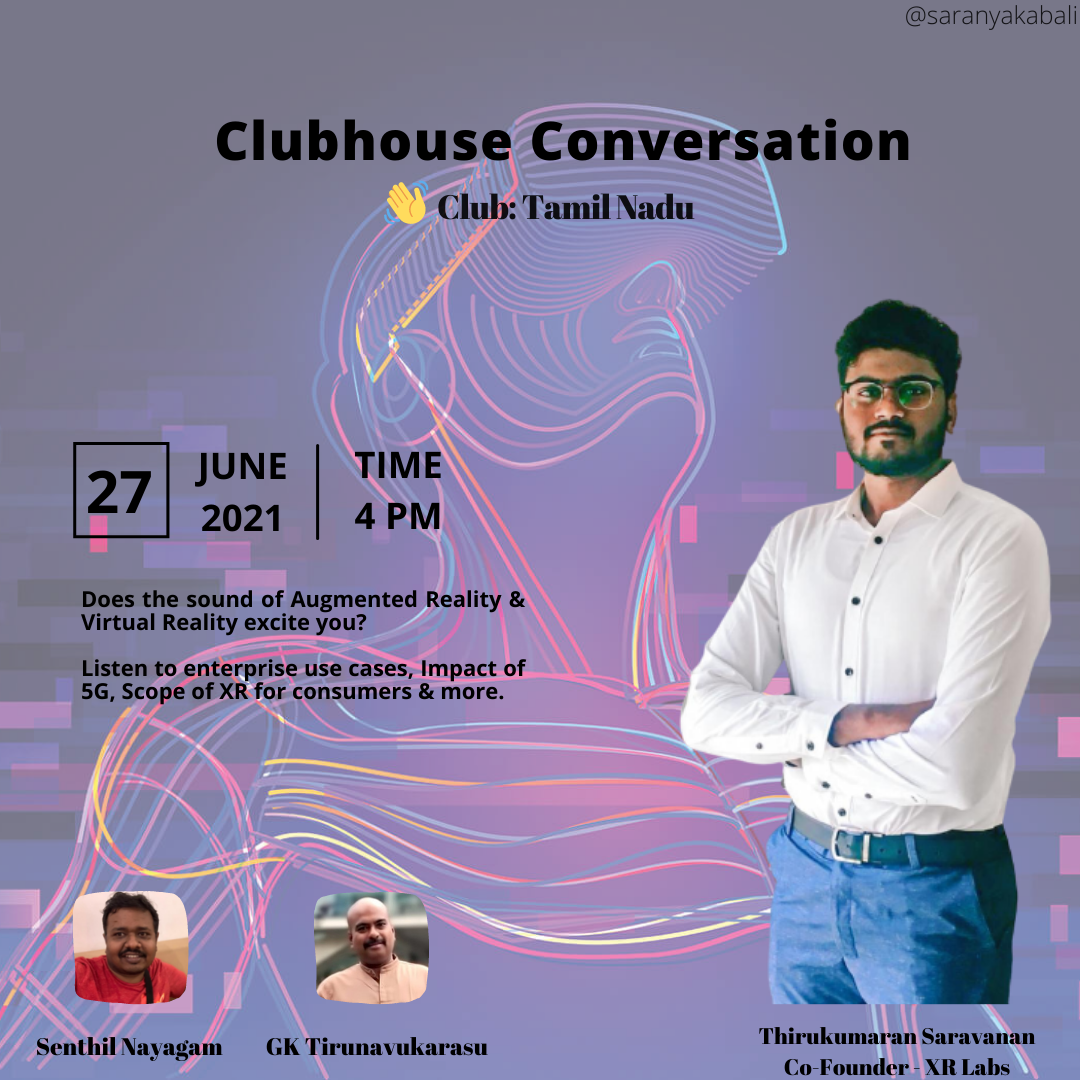 @saranyakabali
Clubhouse Conversation
👋 Club: Tamil Nadu
27
JUNE
2021
TIME
4 PM
Does the sound of Augmented Reality &
Virtual Reality excite you?
Listen to enterprise use cases, Impact of
5G, Scope of XR for consumers & more.
Senthil Nayagam
GK Tirunavukarasu
Thirukumaran Saravanan
Co-Founder - XR Labs